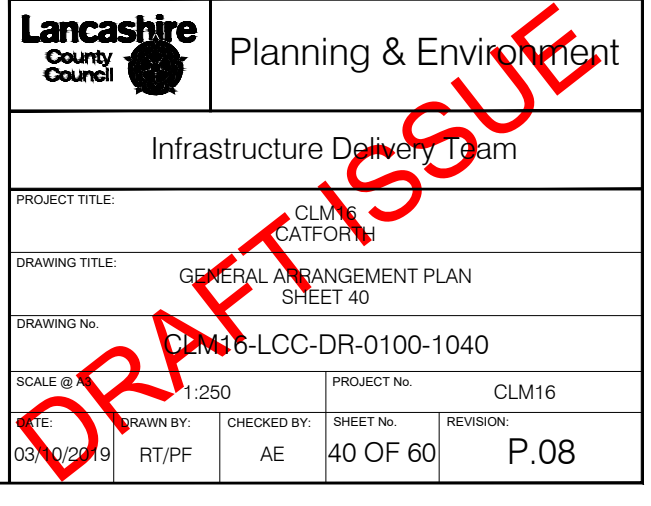 Lancashire
County
Council
Planning & Environment
Infrastructure Delivery Team
PROJECT TITLE:
CLM16
CATFORTH
DRAWING TITLE:
GENERAL ARRANGEMENT PLAN
SHEET 40
DRAWING No.
CLM16-LCC-DR-0100-1040
SCALE @ A3
1:250
PROJECT No.
CLM16
DATE:
03/10/2019
DRAWN BY:
RT/PF
CHECKED BY:
AE
SHEET No.
40 OF 60
REVISION:
P.08
DRAFT ISSUE